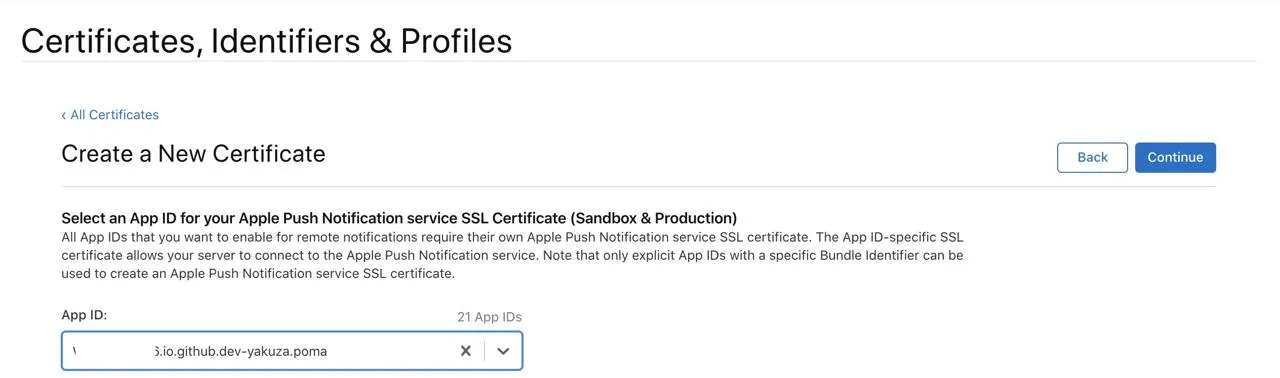 Certificates, Identifiers & Profiles
‹ All Certificates
Create a New Certificate
Back
Continue
Select an App ID for your Apple Push Notification service SSL Certificate (Sandbox & Production)
All App IDs that you want to enable for remote notifications require their own Apple Push Notification service SSL certificate. The App ID-specific SSL
certificate allows your server to connect to the Apple Push Notification service. Note that only explicit App IDs with a specific Bundle Identifier can be
used to create an Apple Push Notification service SSL certificate.
App ID:
21 App IDs
.io.github.dev-yakuza.poma